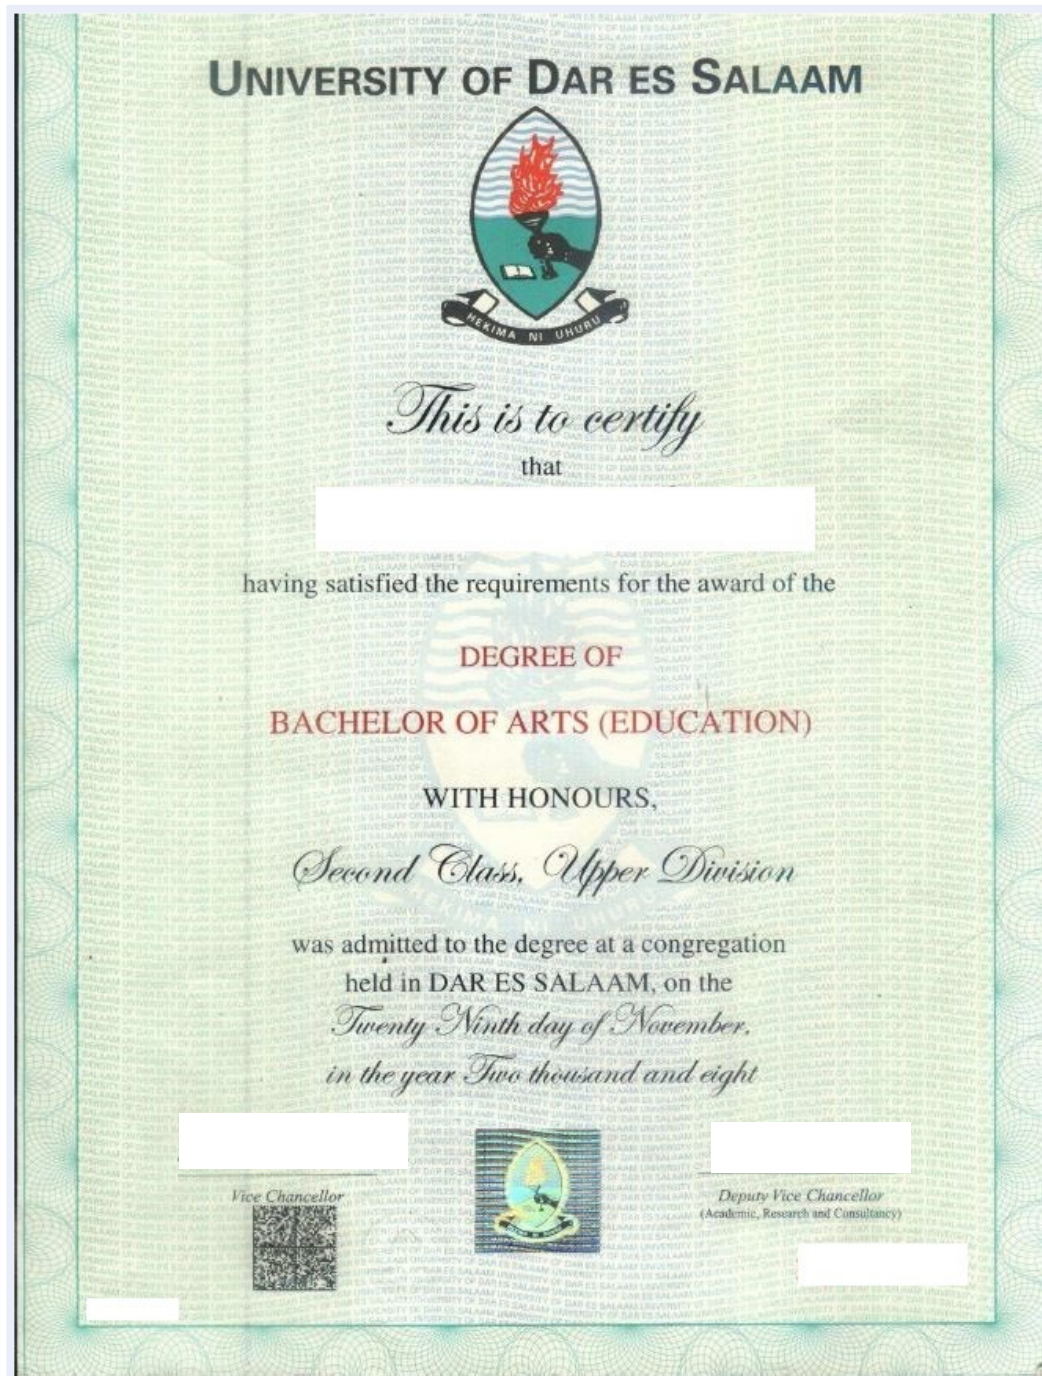 UNIVERSITY OF DAR ES SALAAM
HEKIMA NI UHURU
This is to certify
that
having satisfied the requirements for the award of the
DEGREE OF
BACHELOR OF ARTS (EDUCATION)
WITH HONOURS,
Second Class, Upper Division
was admitted to the degree at a congregation
held in DAR ES SALAAM, on the
Twenty Ninth day of November,
in the year Two thousand and eight
Vice Chancellor
Deputy Vice Chancellor
(Academic, Research and Consultancy)